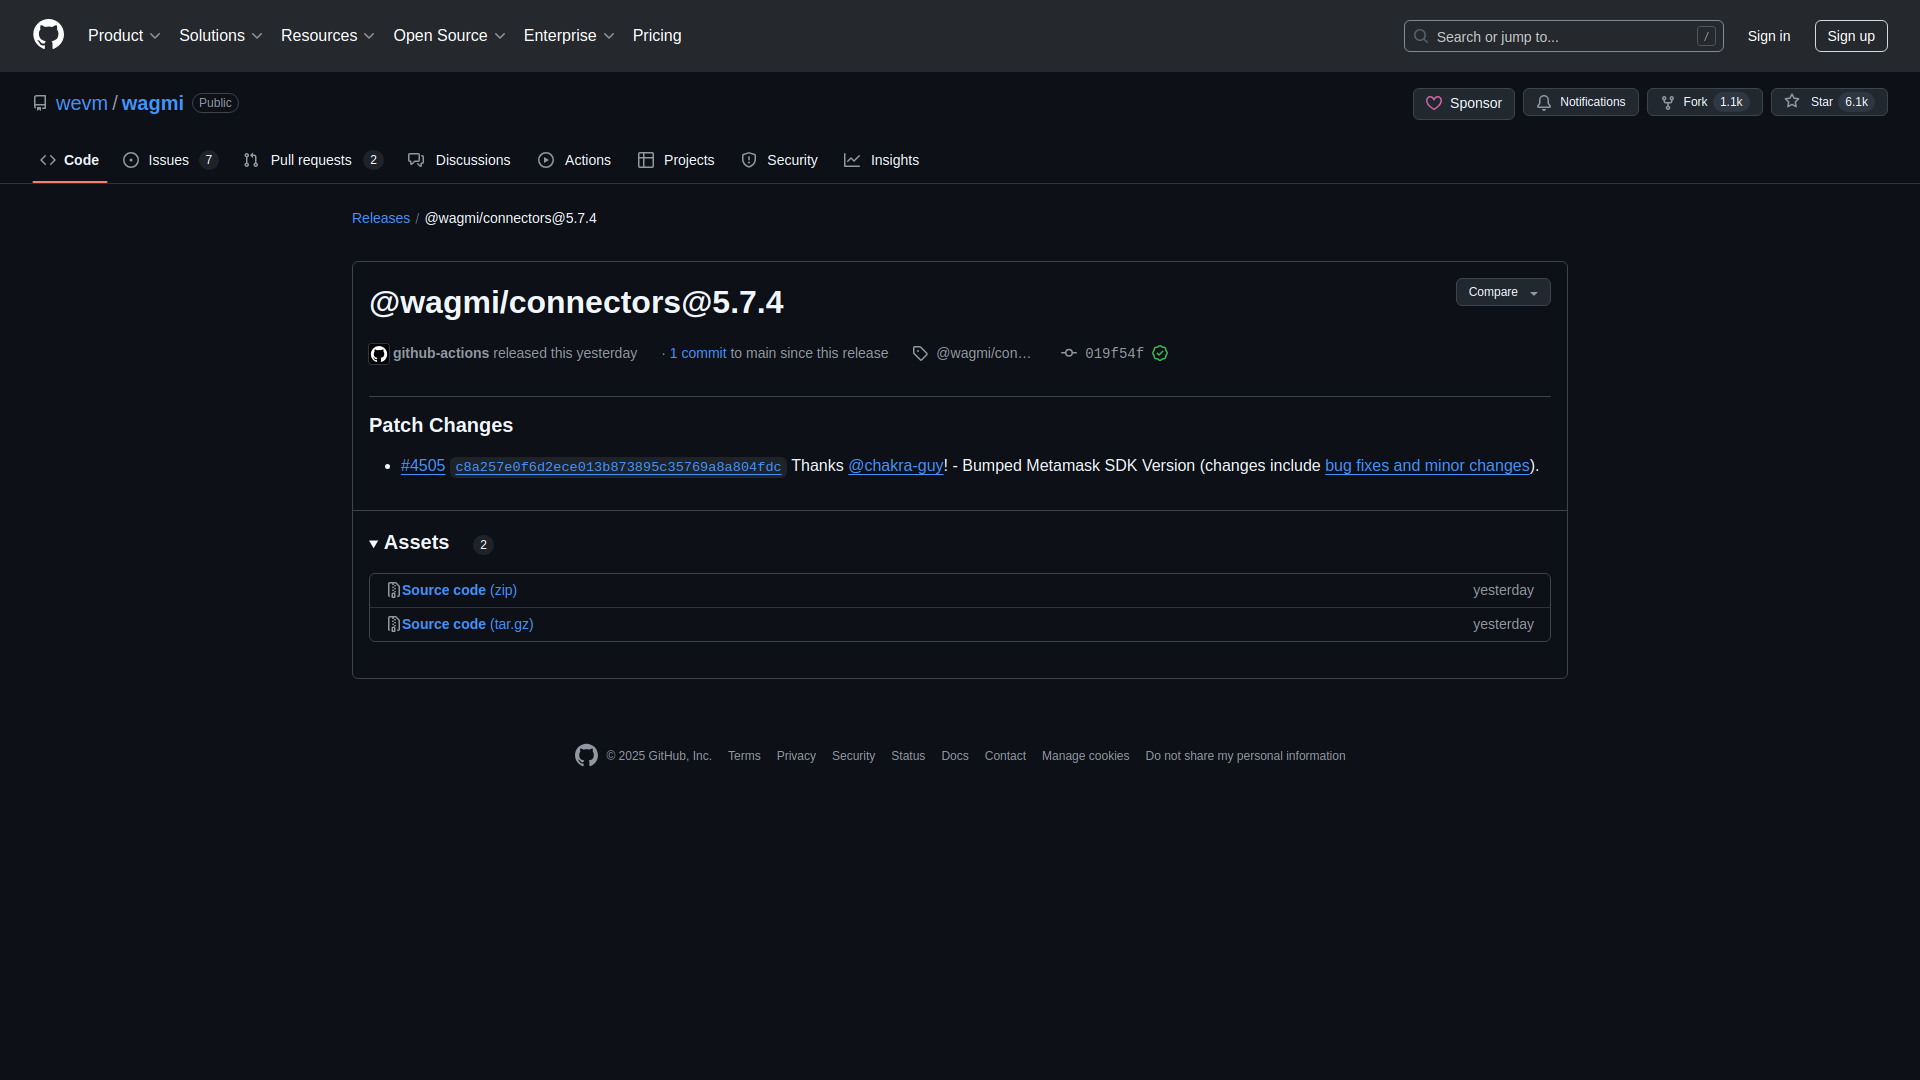 Product Solutions Resources Open Source Enterprise Pricing Search or jump to... / Sign in Sign up
wevm / wagmi Public Sponsor Notifications Fork 1.1k Star 6.1k
Code Issues 7 Pull requests 2 Discussions Actions Projects Security Insights
Releases / @wagmi/connectors@5.7.4
@wagmi/connectors@5.7.4 Compare
github-actions released this yesterday · 1 commit to main since this release @wagmi/con… 019f54f
Patch Changes
#4505 c8a257e0f6d2ece013b873895c35769a8a804fdc Thanks @chakra-guy! - Bumped Metamask SDK Version (changes include bug fixes and minor changes).
Assets 2
Source code (zip) yesterday
Source code (tar.gz) yesterday
© 2025 GitHub, Inc. Terms Privacy Security Status Docs Contact Manage cookies Do not share my personal information